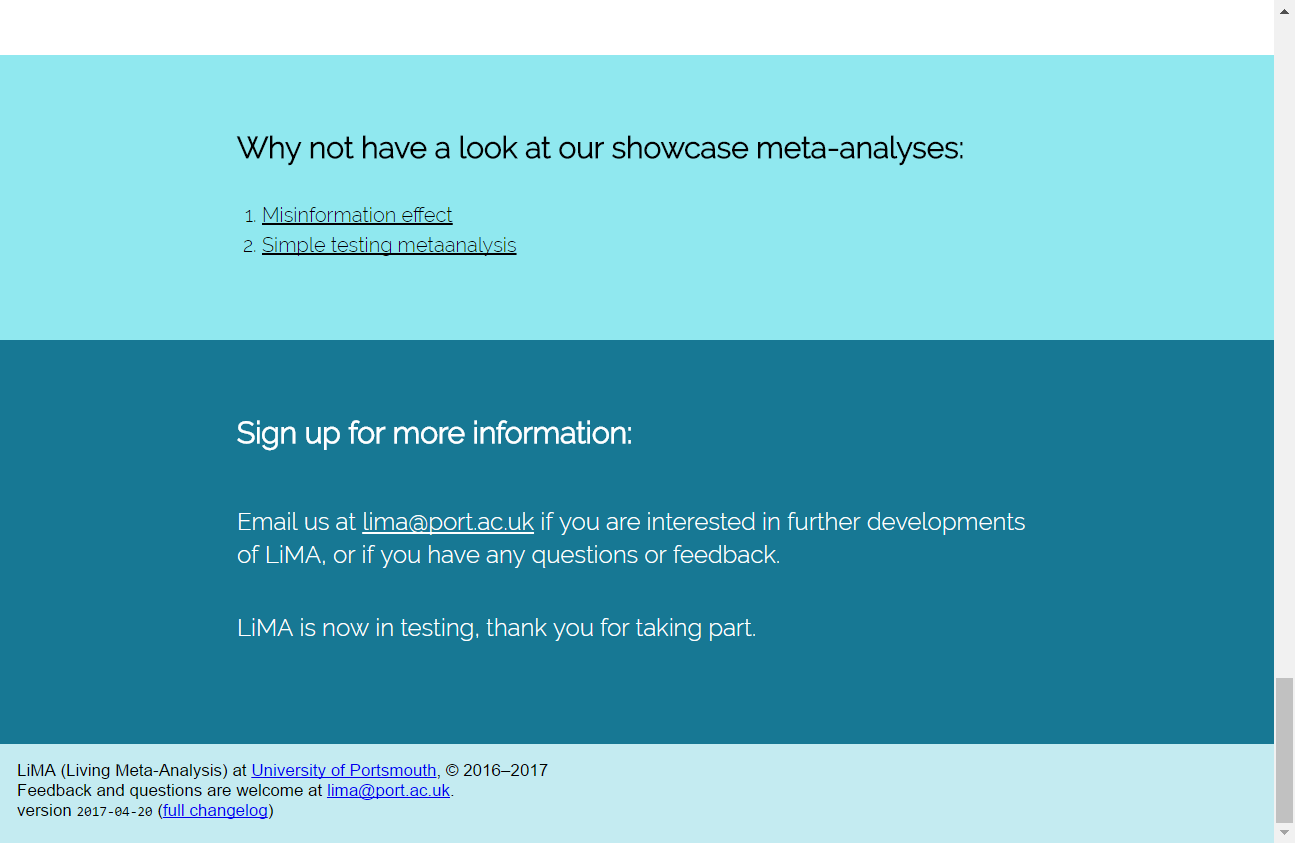 Why not have a look at our showcase meta-analyses:
1. Misinformation effect
2. Simple testing metaanalysis
Sign up for more information:
Email us at lima@port.ac.uk if you are interested in further developments
of LiMA, or if you have any questions or feedback.
LiMA is now in testing, thank you for taking part.
LiMA (Living Meta-Analysis) at University of Portsmouth, © 2016–2017
Feedback and questions are welcome at lima@port.ac.uk.
version 2017-04-20 (full changelog)